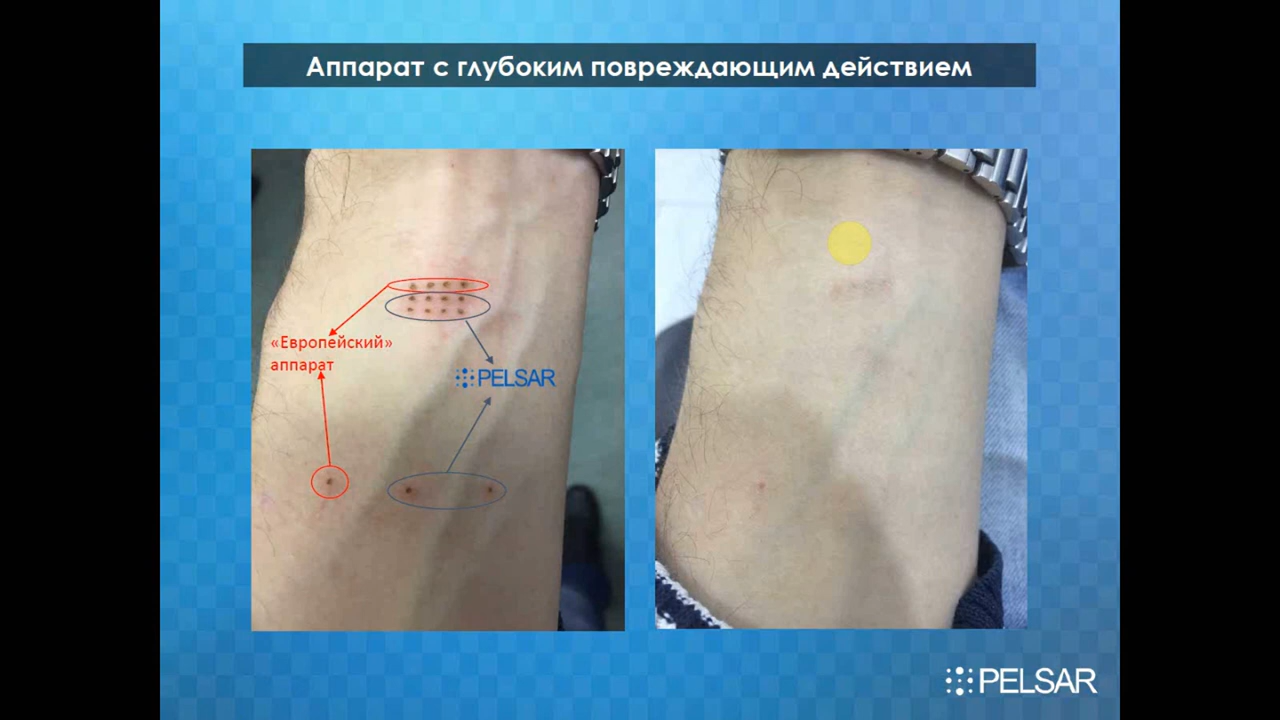 Аппарат с глубоким повреждающим действием
«Европейский»
аппарат
PELSAR
PELSAR